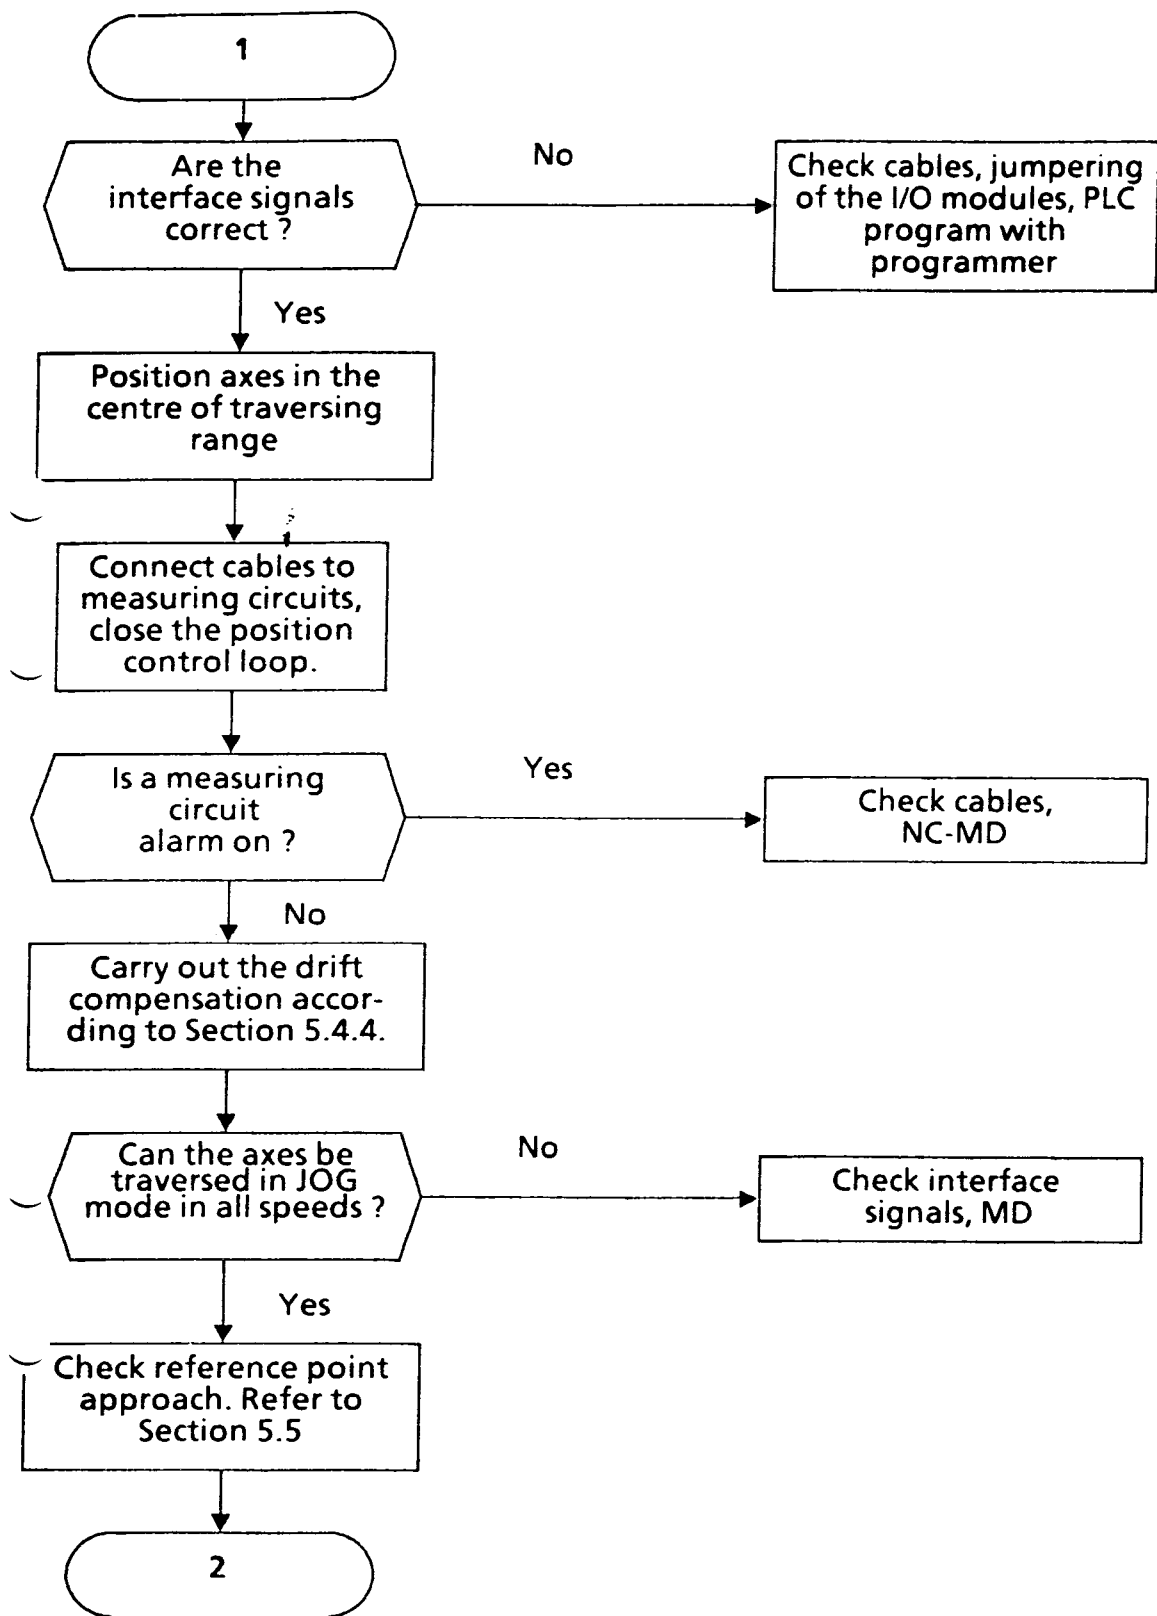 1
Are the
interface signals
correct ?
No
Check cables, jumpering
of the I/O modules, PLC
program with
programmer
Yes
Position axes in the
centre of traversing
range
Connect cables to
measuring circuits,
close the position
control loop.
Is a measuring
circuit
alarm on ?
Yes
Check cables,
NC-MD
No
Carry out the drift
compensation accor-
ding to Section 5.4.4.
Can the axes be
traversed in JOG
mode in all speeds ?
No
Check interface
signals, MD
Yes
Check reference point
approach. Refer to
Section 5.5
2